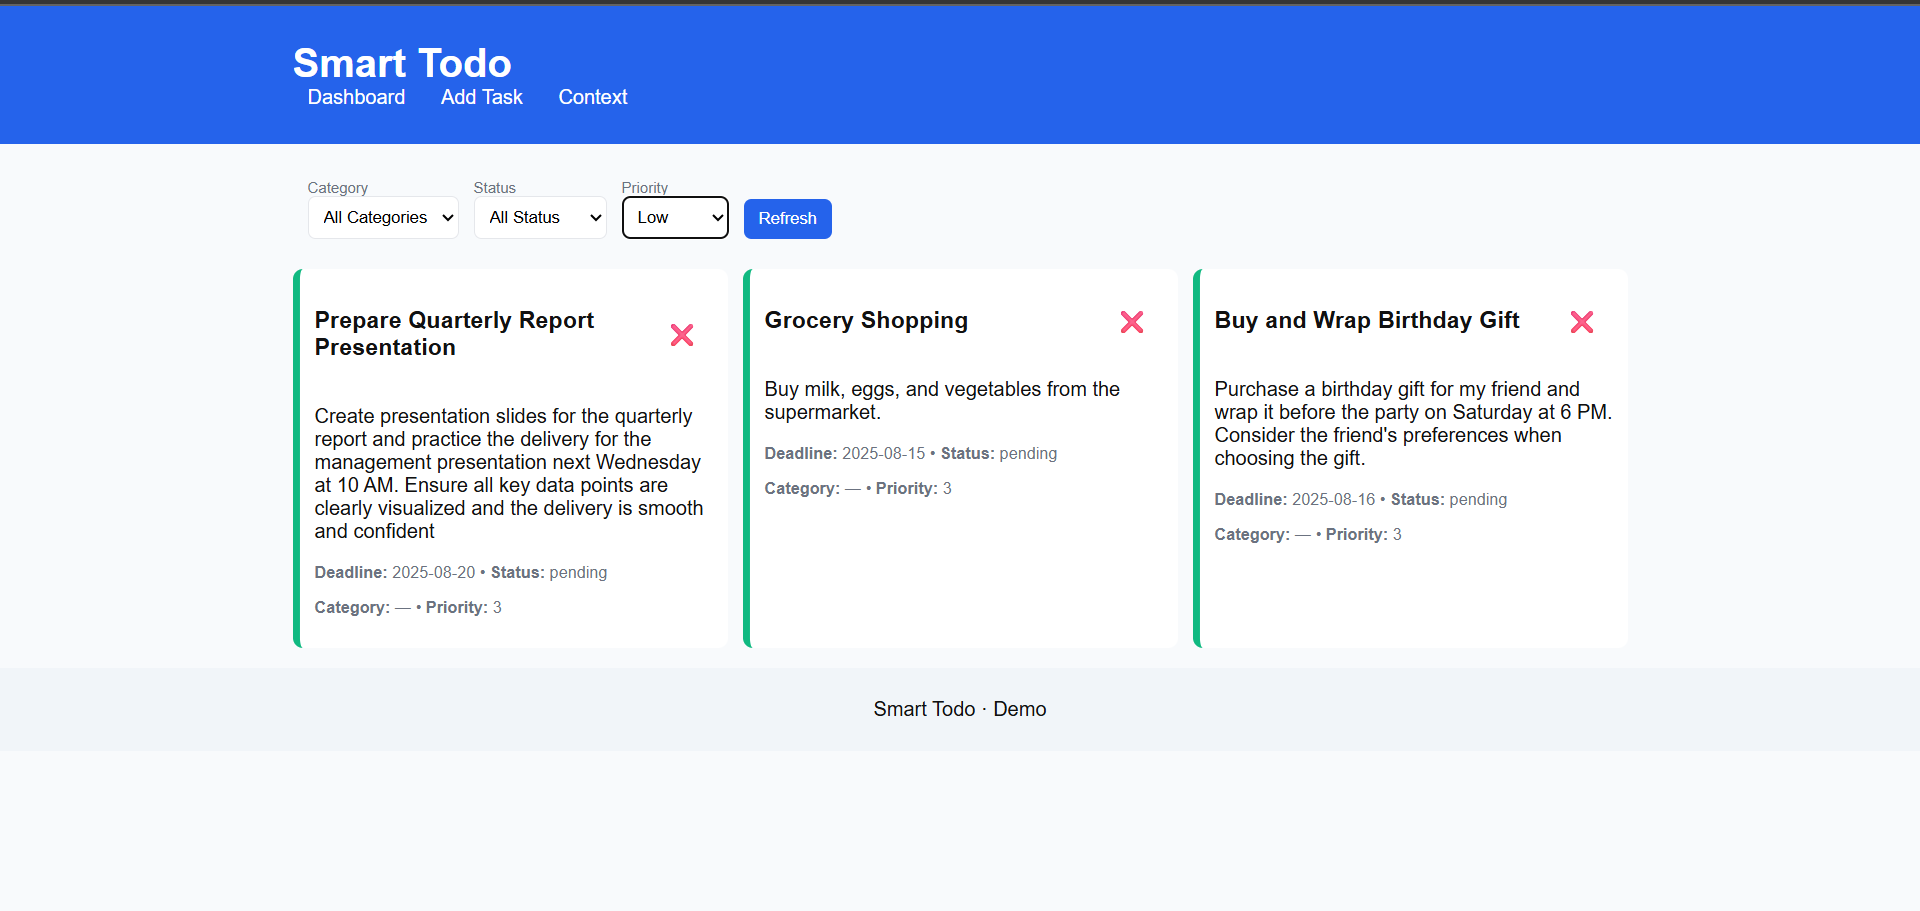 Smart Todo
Dashboard Add Task Context
Category Status Priority
All Categories All Status Low Refresh
Prepare Quarterly Report
Presentation
Create presentation slides for the quarterly
report and practice the delivery for the
management presentation next Wednesday
at 10 AM. Ensure all key data points are
clearly visualized and the delivery is smooth
and confident
Deadline: 2025-08-20 • Status: pending
Category: — • Priority: 3
Grocery Shopping
Buy milk, eggs, and vegetables from the
supermarket.
Deadline: 2025-08-15 • Status: pending
Category: — • Priority: 3
Buy and Wrap Birthday Gift
Purchase a birthday gift for my friend and
wrap it before the party on Saturday at 6 PM.
Consider the friend's preferences when
choosing the gift.
Deadline: 2025-08-16 • Status: pending
Category: — • Priority: 3
Smart Todo · Demo